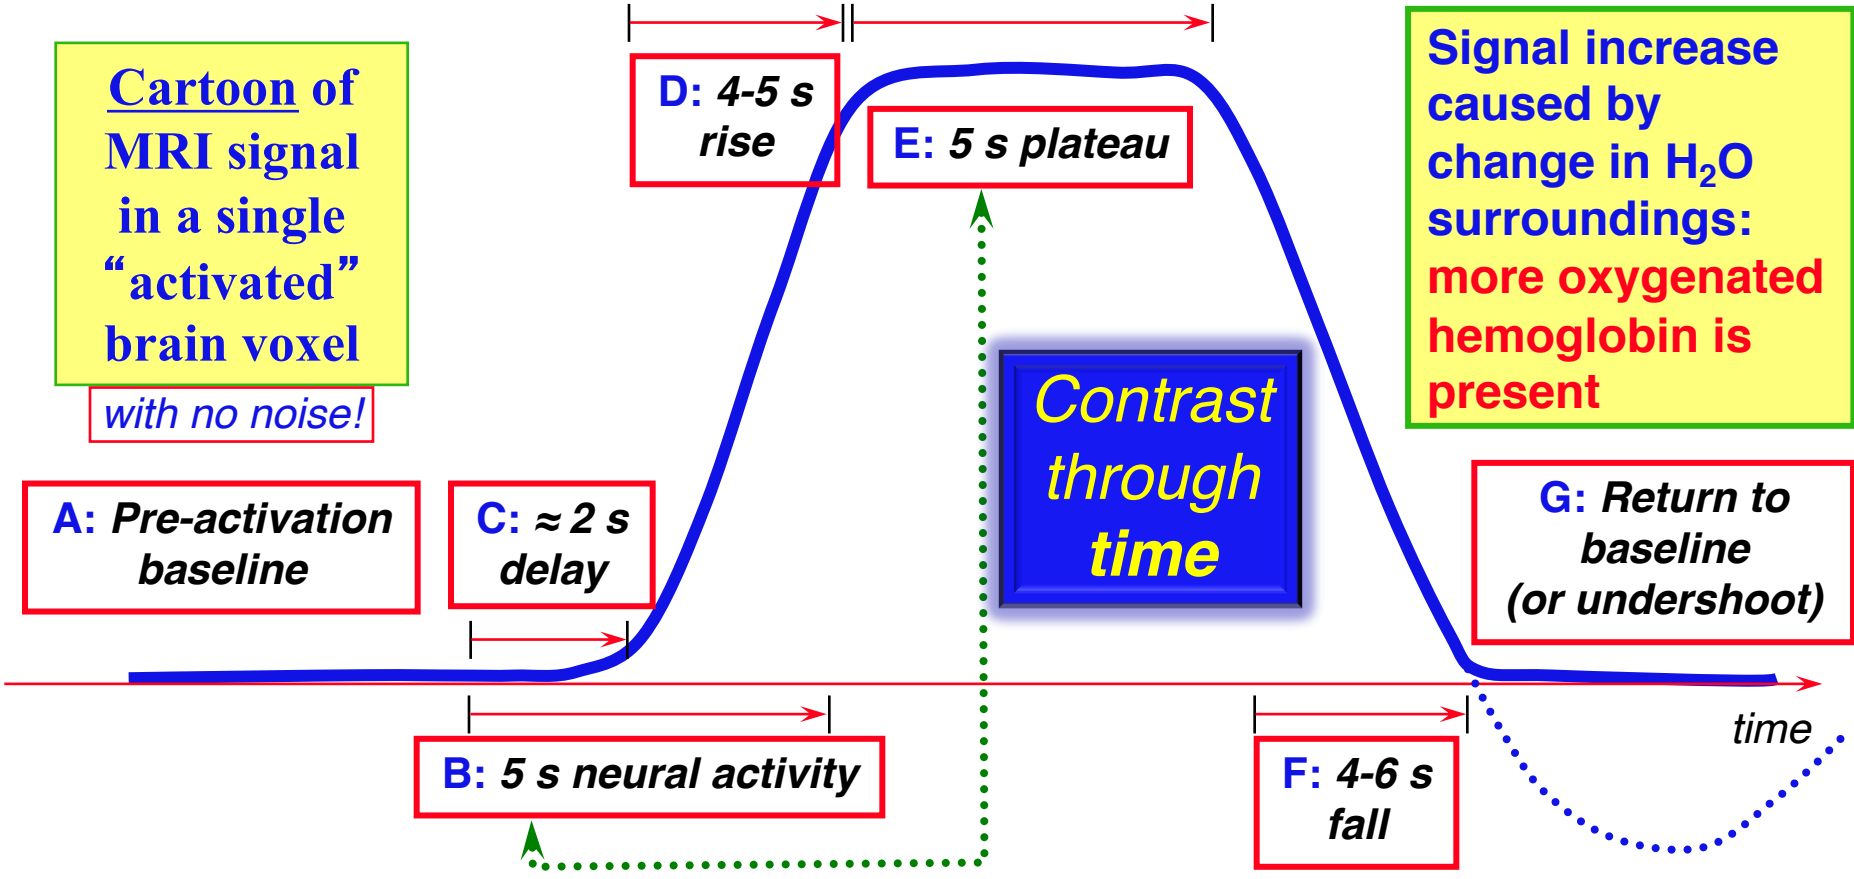 Cartoon of
MRI signal
in a single
“activated”
brain voxel
with no noise!
D: 4-5 s
rise
E: 5 s plateau
Signal increase
caused by
change in H₂O
surroundings:
more oxygenated
hemoglobin is
present
Contrast
through
time
A: Pre-activation
baseline
C: ≈ 2 s
delay
G: Return to
baseline
(or undershoot)
time
B: 5 s neural activity
F: 4-6 s
fall